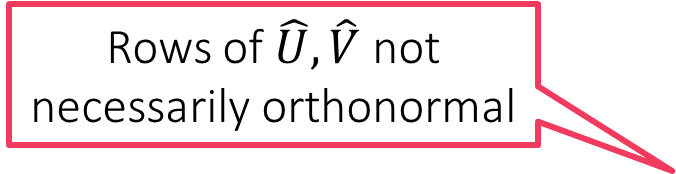 Rows of Û, V̂ not
necessarily orthonormal